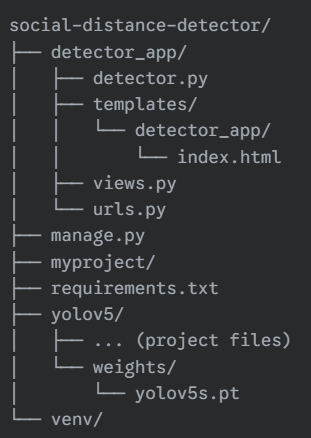 social-distance-detector/
├── detector_app/
│   ├── detector.py
│   ├── templates/
│   │   └── detector_app/
│   │       └── index.html
│   ├── views.py
│   └── urls.py
├── manage.py
├── myproject/
├── requirements.txt
├── yolov5/
│   ├── ... (project files)
│   └── weights/
│       └── yolov5s.pt
└── venv/